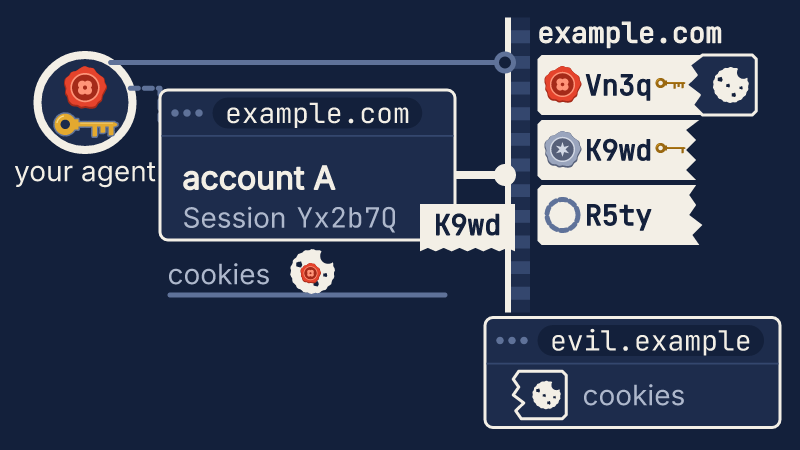 example.com
Vn3q
K9wd
R5ty
your agent
example.com
account A
Session Yx2b7Q
K9wd
cookies
evil.example
cookies